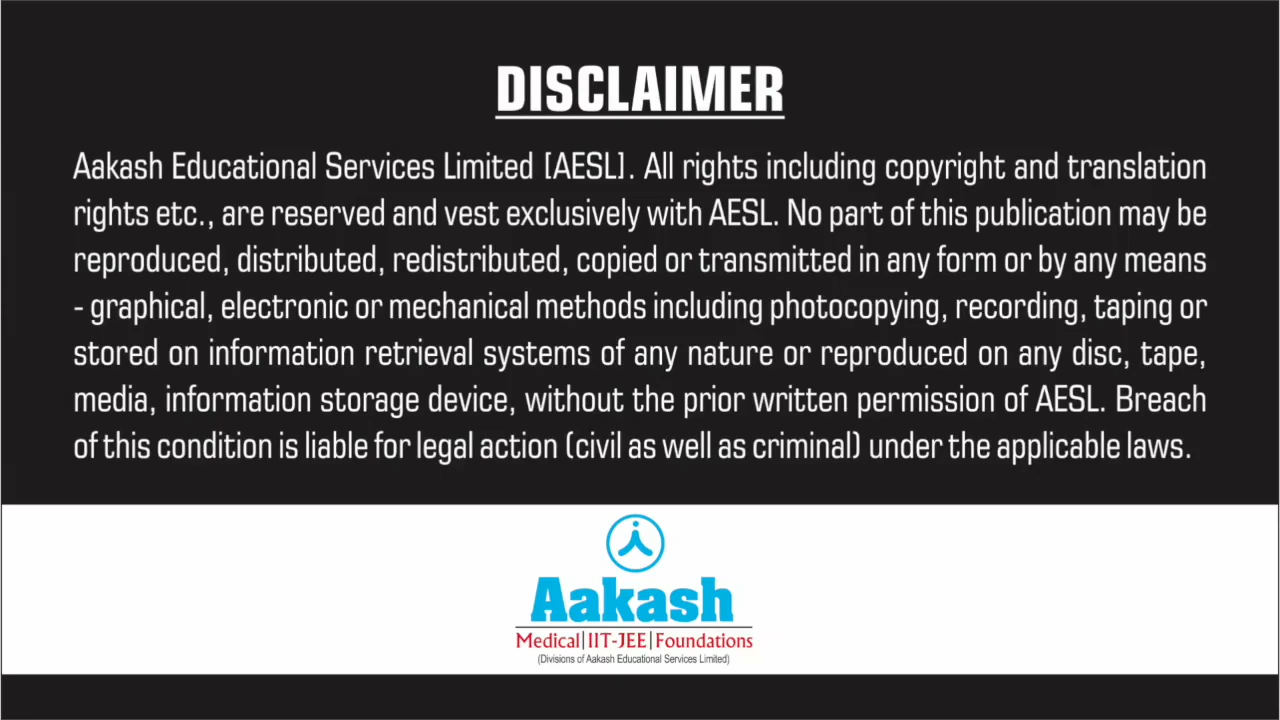 DISCLAIMER
Aakash Educational Services Limited [AESL]. All rights including copyright and translation
rights etc., are reserved and vest exclusively with AESL. No part of this publication may be
reproduced, distributed, redistributed, copied or transmitted in any form or by any means
- graphical, electronic or mechanical methods including photocopying, recording, taping or
stored on information retrieval systems of any nature or reproduced on any disc, tape,
media, information storage device, without the prior written permission of AESL. Breach
of this condition is liable for legal action (civil as well as criminal) under the applicable laws.
Aakash
Medical|IIT-JEE|Foundations
(Divisions of Aakash Educational Services Limited)